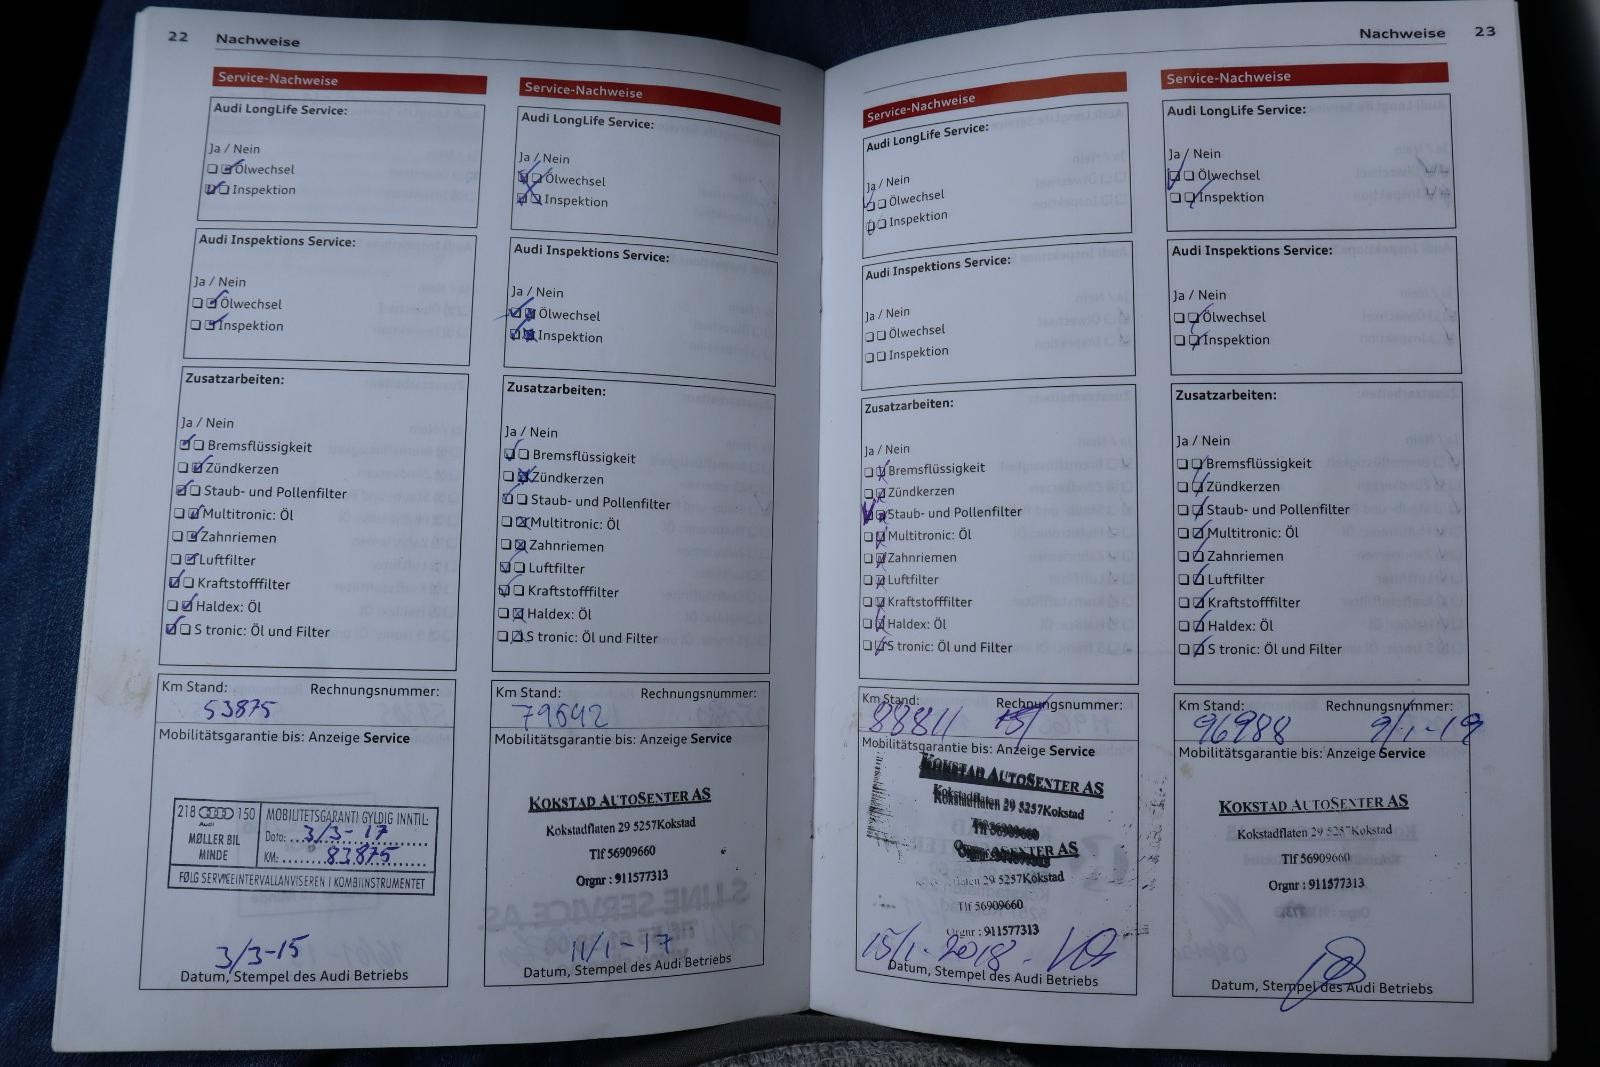 22 Nachweise
Service-Nachweise
Audi LongLife Service:
Ja / Nein
Ölwechsel
Inspektion
Audi Inspektions Service:
Ja / Nein
Ölwechsel
Inspektion
Zusatzarbeiten:
Ja / Nein
Bremsflüssigkeit
Zündkerzen
Staub- und Pollenfilter
Multitronic: Öl
Zahnriemen
Luftfilter
Kraftstofffilter
Haldex: Öl
S tronic: Öl und Filter
Km Stand: Rechnungsnummer:
53875
Mobilitätsgarantie bis: Anzeige Service
218 Audi 150
MØLLER BIL
MINDE
MOBILITETSGARANTI GYLDIG INNTIL:
Dato: 3/3-17
KM: 83875
FØLG SERVICEINTERVALLANVISEREN I KOMBIINSTRUMENTET
3/3-15
Datum, Stempel des Audi Betriebs
Service-Nachweise
Audi LongLife Service:
Ja / Nein
Ölwechsel
Inspektion
Audi Inspektions Service:
Ja / Nein
Ölwechsel
Inspektion
Zusatzarbeiten:
Ja / Nein
Bremsflüssigkeit
Zündkerzen
Staub- und Pollenfilter
Multitronic: Öl
Zahnriemen
Luftfilter
Kraftstofffilter
Haldex: Öl
S tronic: Öl und Filter
Km Stand: Rechnungsnummer:
79642
Mobilitätsgarantie bis: Anzeige Service
KOKSTAD AUTOSENTER AS
Kokstadflaten 29 5257Kokstad
Tlf 56909660
Orgnr : 911577313
11/1-17
Datum, Stempel des Audi Betriebs
Nachweise 23
Service-Nachweise
Audi LongLife Service:
Ja / Nein
Ölwechsel
Inspektion
Audi Inspektions Service:
Ja / Nein
Ölwechsel
Inspektion
Zusatzarbeiten:
Ja / Nein
Bremsflüssigkeit
Zündkerzen
Staub- und Pollenfilter
Multitronic: Öl
Zahnriemen
Luftfilter
Kraftstofffilter
Haldex: Öl
S tronic: Öl und Filter
Km Stand: Rechnungsnummer:
88811
Mobilitätsgarantie bis: Anzeige Service
KOKSTAD AUTOSENTER AS
Kokstadflaten 29 5257Kokstad
Tlf 56909660
29 5257Kokstad
Tlf 56909660
Orgnr : 911577313
15/1-2018
Datum, Stempel des Audi Betriebs
Service-Nachweise
Audi LongLife Service:
Ja / Nein
Ölwechsel
Inspektion
Audi Inspektions Service:
Ja / Nein
Ölwechsel
Inspektion
Zusatzarbeiten:
Ja / Nein
Bremsflüssigkeit
Zündkerzen
Staub- und Pollenfilter
Multitronic: Öl
Zahnriemen
Luftfilter
Kraftstofffilter
Haldex: Öl
S tronic: Öl und Filter
Km Stand: Rechnungsnummer:
96988 9/1-19
Mobilitätsgarantie bis: Anzeige Service
KOKSTAD AUTOSENTER AS
Kokstadflaten 29 5257Kokstad
Tlf 56909660
Orgnr : 911577313
Datum, Stempel des Audi Betriebs